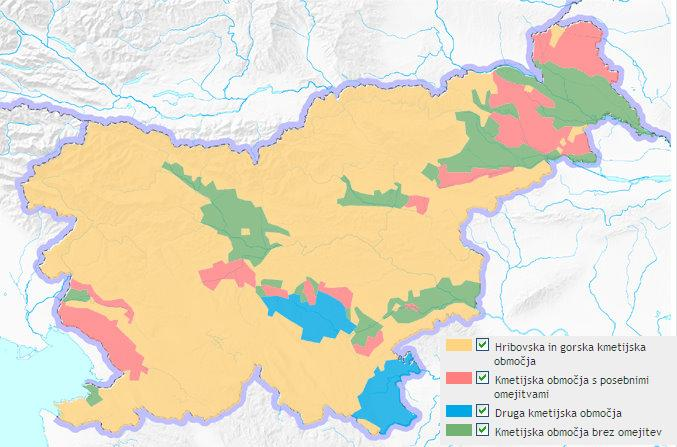 Hribovska in gorska kmetijska
območja
Kmetijska območja s posebnimi
omejitvami
Druga kmetijska območja
Kmetijska območja brez omejitev